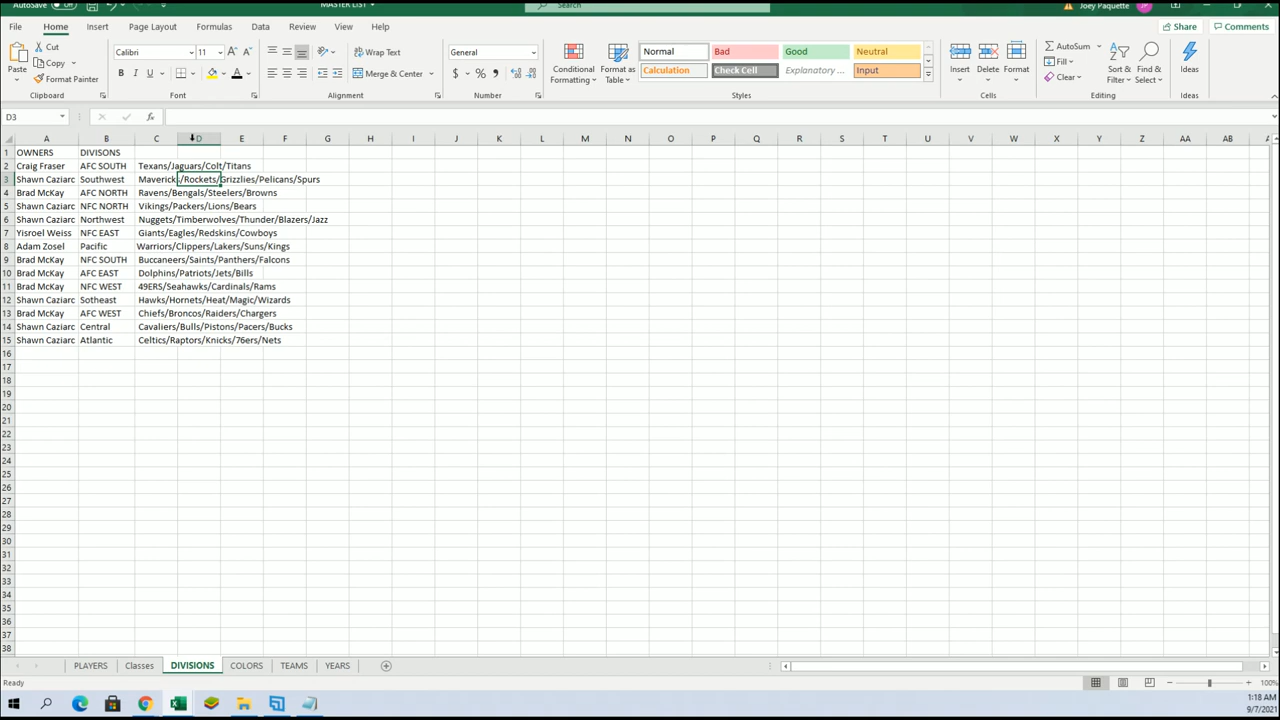 AutoSave MASTER LIST Search Joey Paquette JP
File Home Insert Page Layout Formulas Data Review View Help Share Comments
Paste Cut Copy Format Painter Clipboard
Calibri 11 B I U A Font
Wrap Text Merge & Center Alignment
General $ % Number
Conditional Formatting Format as Table
Normal Bad Good Neutral
Calculation Check Cell Explanatory ... Input
Styles
Insert Delete Format Cells
AutoSum Fill Clear Sort & Filter Find & Select Editing
Ideas Ideas
D3 fx
A B C D E F G H I J K L M N O P Q R S T U V W X Y Z AA AB
1 OWNERS DIVISONS
2 Craig Fraser AFC SOUTH Texans/Jaguars/Colt/Titans
3 Shawn Caziarc Southwest Mavericks/Rockets/Grizzlies/Pelicans/Spurs
4 Brad McKay AFC NORTH Ravens/Bengals/Steelers/Browns
5 Shawn Caziarc NFC NORTH Vikings/Packers/Lions/Bears
6 Shawn Caziarc Northwest Nuggets/Timberwolves/Thunder/Blazers/Jazz
7 Yisroel Weiss NFC EAST Giants/Eagles/Redskins/Cowboys
8 Adam Zosel Pacific Warriors/Clippers/Lakers/Suns/Kings
9 Brad McKay NFC SOUTH Buccaneers/Saints/Panthers/Falcons
10 Brad McKay AFC EAST Dolphins/Patriots/Jets/Bills
11 Brad McKay NFC WEST 49ERS/Seahawks/Cardinals/Rams
12 Shawn Caziarc Sotheast Hawks/Hornets/Heat/Magic/Wizards
13 Brad McKay AFC WEST Chiefs/Broncos/Raiders/Chargers
14 Shawn Caziarc Central Cavaliers/Bulls/Pistons/Pacers/Bucks
15 Shawn Caziarc Atlantic Celtics/Raptors/Knicks/76ers/Nets
16
17
18
19
20
21
22
23
24
25
26
27
28
29
30
31
32
33
34
35
36
37
38
PLAYERS Classes DIVISIONS COLORS TEAMS YEARS
Ready 100%
1:18 AM
9/7/2021